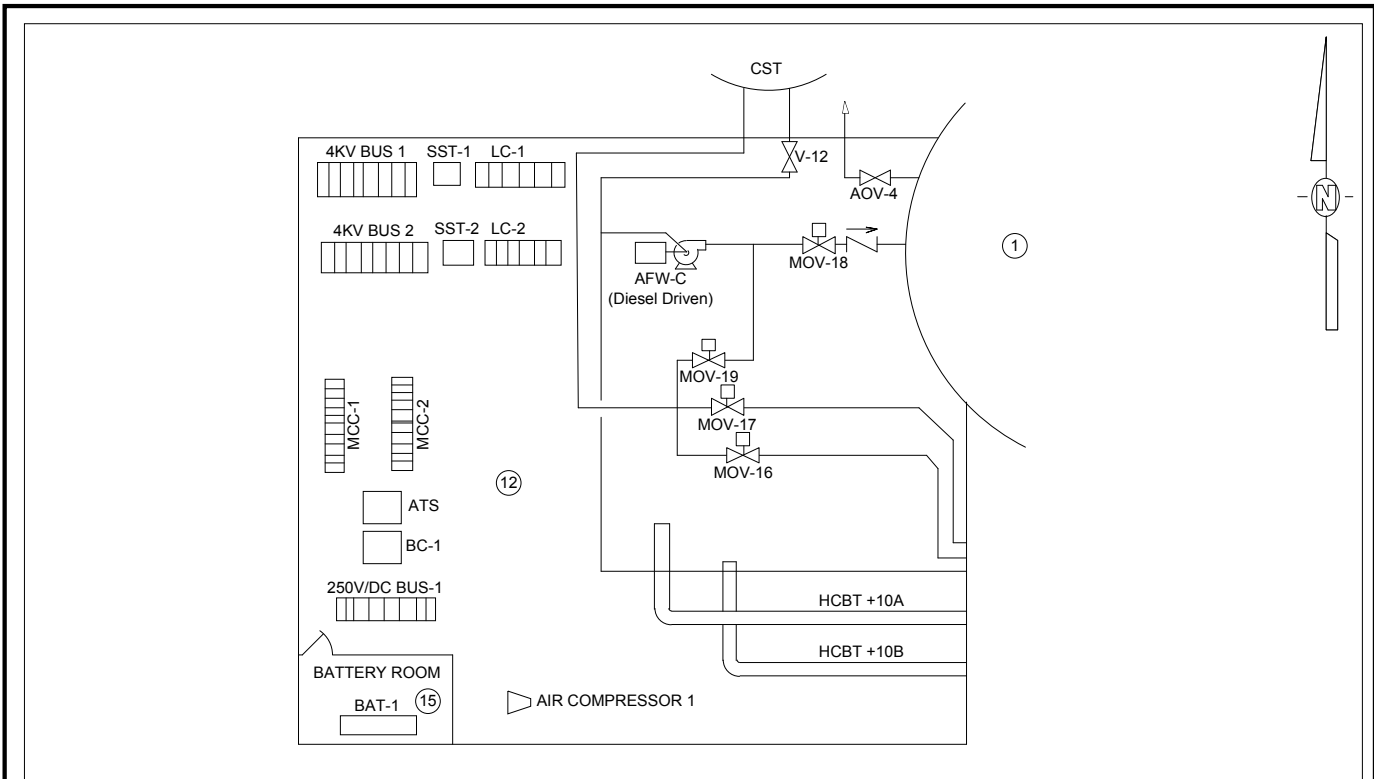 CST
4KV BUS 1
SST-1
LC-1
V-12
AOV-4
4KV BUS 2
SST-2
LC-2
N
1
AFW-C
(Diesel Driven)
MOV-18
MOV-19
MOV-17
MOV-16
MCC-1
MCC-2
12
ATS
BC-1
250V/DC BUS-1
HCBT +10A
HCBT +10B
BATTERY ROOM
BAT-1
15
AIR COMPRESSOR 1